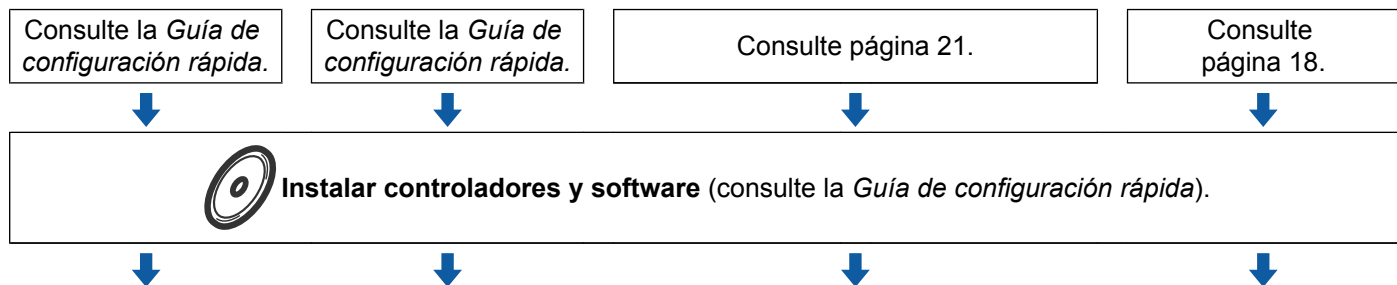 Consulte la Guía de
configuración rápida.
Consulte la Guía de
configuración rápida.
Consulte página 21.
Consulte
página 18.
Instalar controladores y software (consulte la Guía de configuración rápida).